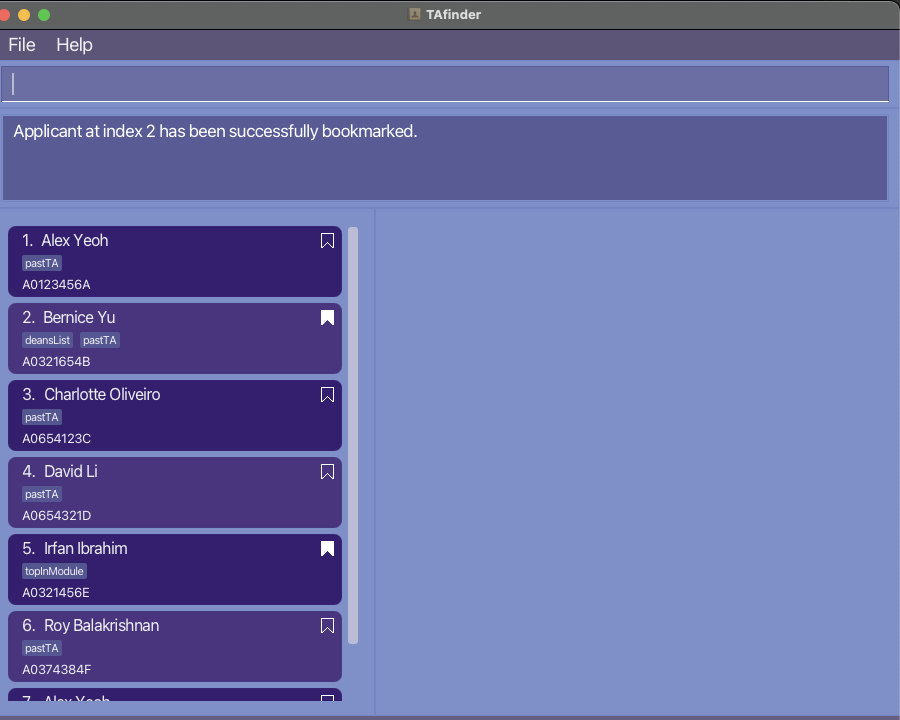 TAfinder
File Help
Applicant at index 2 has been successfully bookmarked.
1. Alex Yeoh
pastTA
A0123456A
2. Bernice Yu
deansList pastTA
A0321654B
3. Charlotte Oliveiro
pastTA
A0654123C
4. David Li
pastTA
A0654321D
5. Irfan Ibrahim
topInModule
A0321456E
6. Roy Balakrishnan
pastTA
A0374384F
7. Alex Yeoh